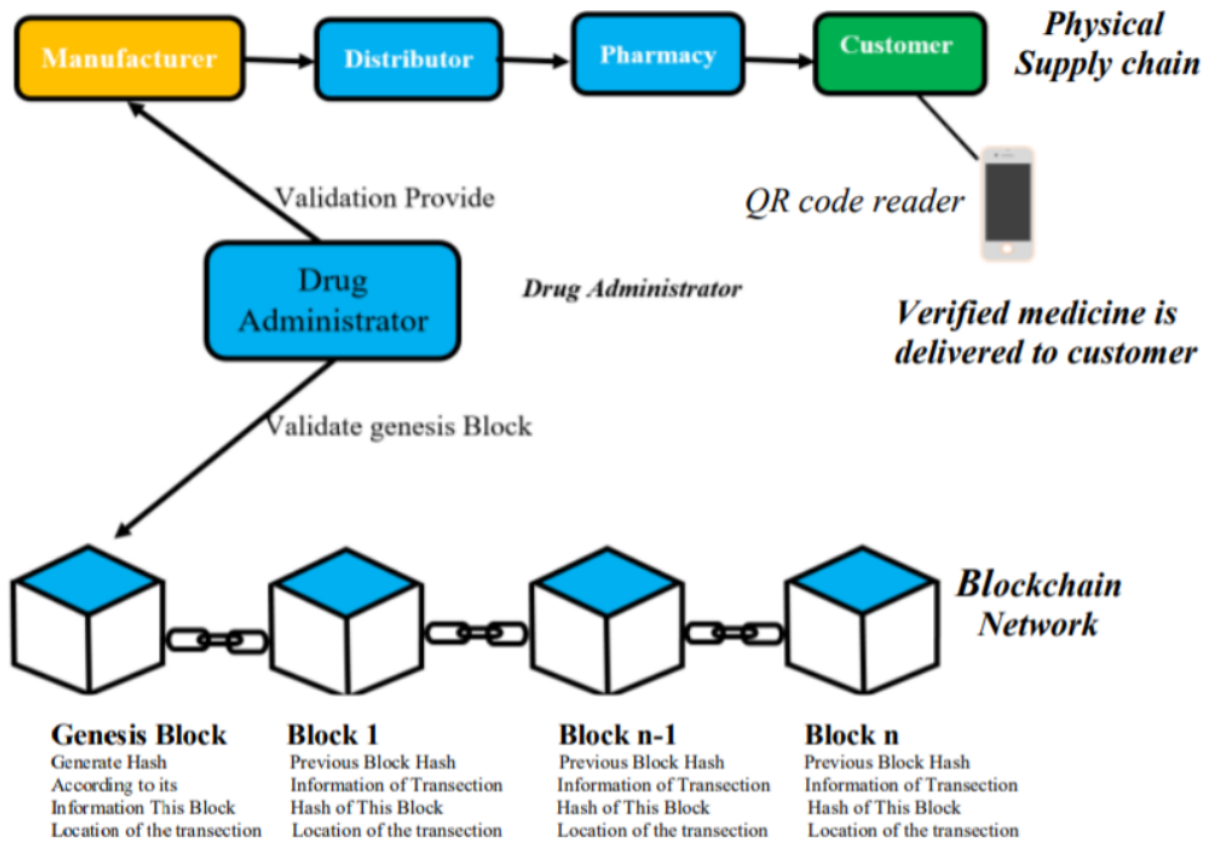 Manufacturer
Distributor
Pharmacy
Customer
Physical
Supply chain
Validation Provide
QR code reader
Drug
Administrator
Drug Administrator
Verified medicine is
delivered to customer
Validate genesis Block
Blockchain
Network
Genesis Block
Generate Hash
According to its
Information This Block
Location of the transection
Block 1
Previous Block Hash
Information of Transection
Hash of This Block
Location of the transection
Block n-1
Previous Block Hash
Information of Transection
Hash of This Block
Location of the transection
Block n
Previous Block Hash
Information of Transection
Hash of This Block
Location of the transection